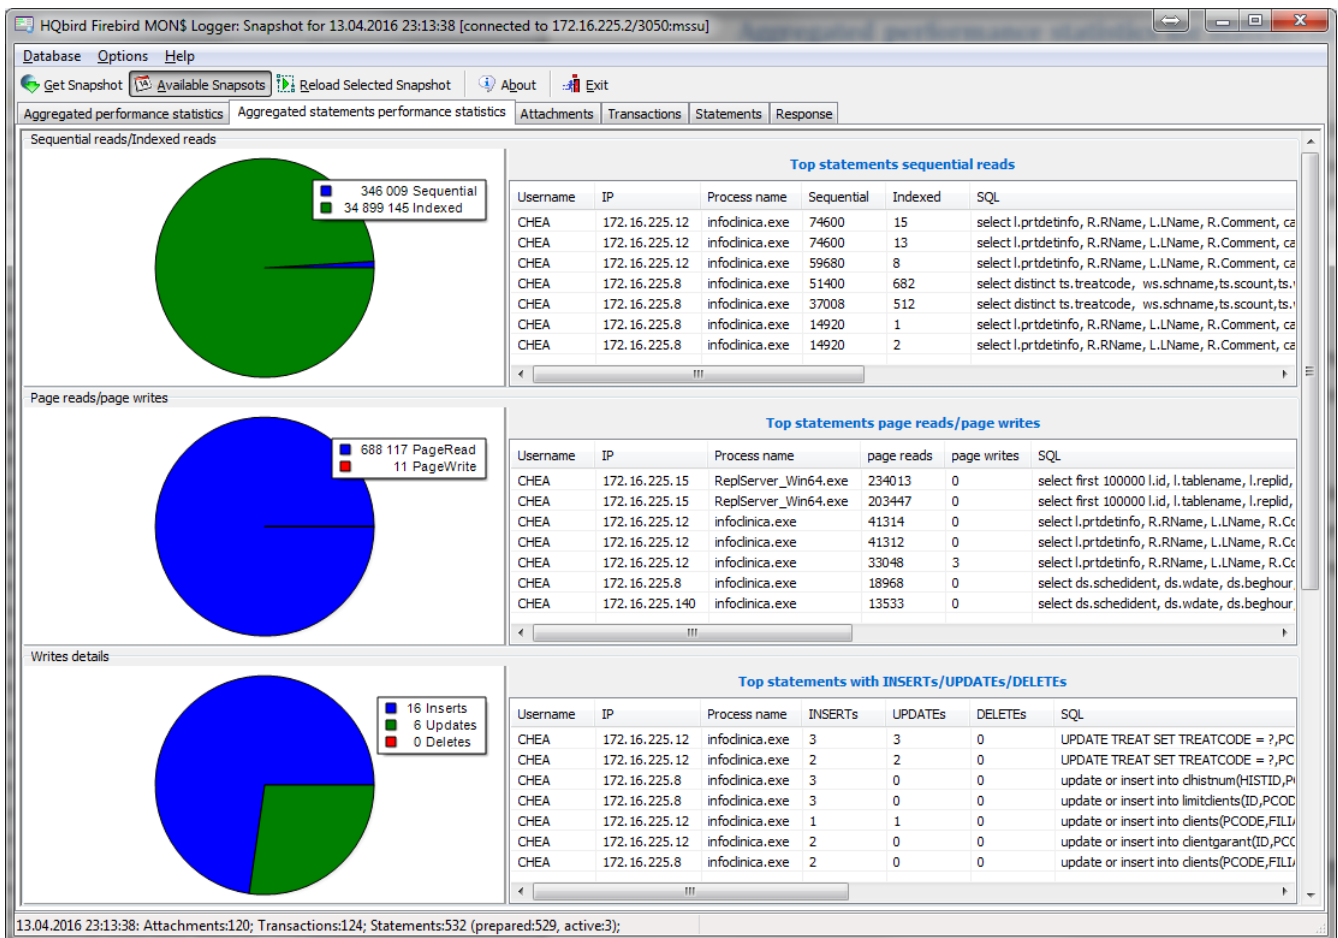 HQbird Firebird MON$ Logger: Snapshot for 13.04.2016 23:13:38 [connected to 172.16.225.2/3050:mssu]
Database Options Help
Get Snapshot Available Snapsots Reload Selected Snapshot About Exit
Aggregated performance statistics Aggregated statements performance statistics Attachments Transactions Statements Response
Sequential reads/Indexed reads
346 009 Sequential
34 899 145 Indexed
Top statements sequential reads
Username IP Process name Sequential Indexed SQL
CHEA 172.16.225.12 infoclinica.exe 74600 15 select l.prtdetinfo, R.RName, L.LName, R.Comment, ca
CHEA 172.16.225.12 infoclinica.exe 74600 13 select l.prtdetinfo, R.RName, L.LName, R.Comment, ca
CHEA 172.16.225.12 infoclinica.exe 59680 8 select l.prtdetinfo, R.RName, L.LName, R.Comment, ca
CHEA 172.16.225.8 infoclinica.exe 51400 682 select distinct ts.treatcode, ws.schname,ts.scount,ts.
CHEA 172.16.225.8 infoclinica.exe 37008 512 select distinct ts.treatcode, ws.schname,ts.scount,ts.
CHEA 172.16.225.8 infoclinica.exe 14920 1 select l.prtdetinfo, R.RName, L.LName, R.Comment, ca
CHEA 172.16.225.8 infoclinica.exe 14920 2 select l.prtdetinfo, R.RName, L.LName, R.Comment, ca
Page reads/page writes
688 117 PageRead
11 PageWrite
Top statements page reads/page writes
Username IP Process name page reads page writes SQL
CHEA 172.16.225.15 ReplServer_Win64.exe 234013 0 select first 100000 l.id, l.tablename, l.replid,
CHEA 172.16.225.15 ReplServer_Win64.exe 203447 0 select first 100000 l.id, l.tablename, l.replid,
CHEA 172.16.225.12 infoclinica.exe 41314 0 select l.prtdetinfo, R.RName, L.LName, R.Cc
CHEA 172.16.225.12 infoclinica.exe 41312 0 select l.prtdetinfo, R.RName, L.LName, R.Cc
CHEA 172.16.225.12 infoclinica.exe 33048 3 select l.prtdetinfo, R.RName, L.LName, R.Cc
CHEA 172.16.225.8 infoclinica.exe 18968 0 select ds.schedident, ds.wdate, ds.beghour,
CHEA 172.16.225.140 infoclinica.exe 13533 0 select ds.schedident, ds.wdate, ds.beghour,
Writes details
16 Inserts
6 Updates
0 Deletes
Top statements with INSERTs/UPDATEs/DELETEs
Username IP Process name INSERTs UPDATEs DELETEs SQL
CHEA 172.16.225.12 infoclinica.exe 3 3 0 UPDATE TREAT SET TREATCODE = ?,PC
CHEA 172.16.225.12 infoclinica.exe 2 2 0 UPDATE TREAT SET TREATCODE = ?,PC
CHEA 172.16.225.8 infoclinica.exe 3 0 0 update or insert into clhistnum(HISTID,P
CHEA 172.16.225.8 infoclinica.exe 3 0 0 update or insert into limitclients(ID,PCOD
CHEA 172.16.225.12 infoclinica.exe 1 1 0 update or insert into clients(PCODE,FILI
CHEA 172.16.225.12 infoclinica.exe 2 0 0 update or insert into clientgarant(ID,PCC
CHEA 172.16.225.8 infoclinica.exe 2 0 0 update or insert into clients(PCODE,FILI
13.04.2016 23:13:38: Attachments:120; Transactions:124; Statements:532 (prepared:529, active:3);